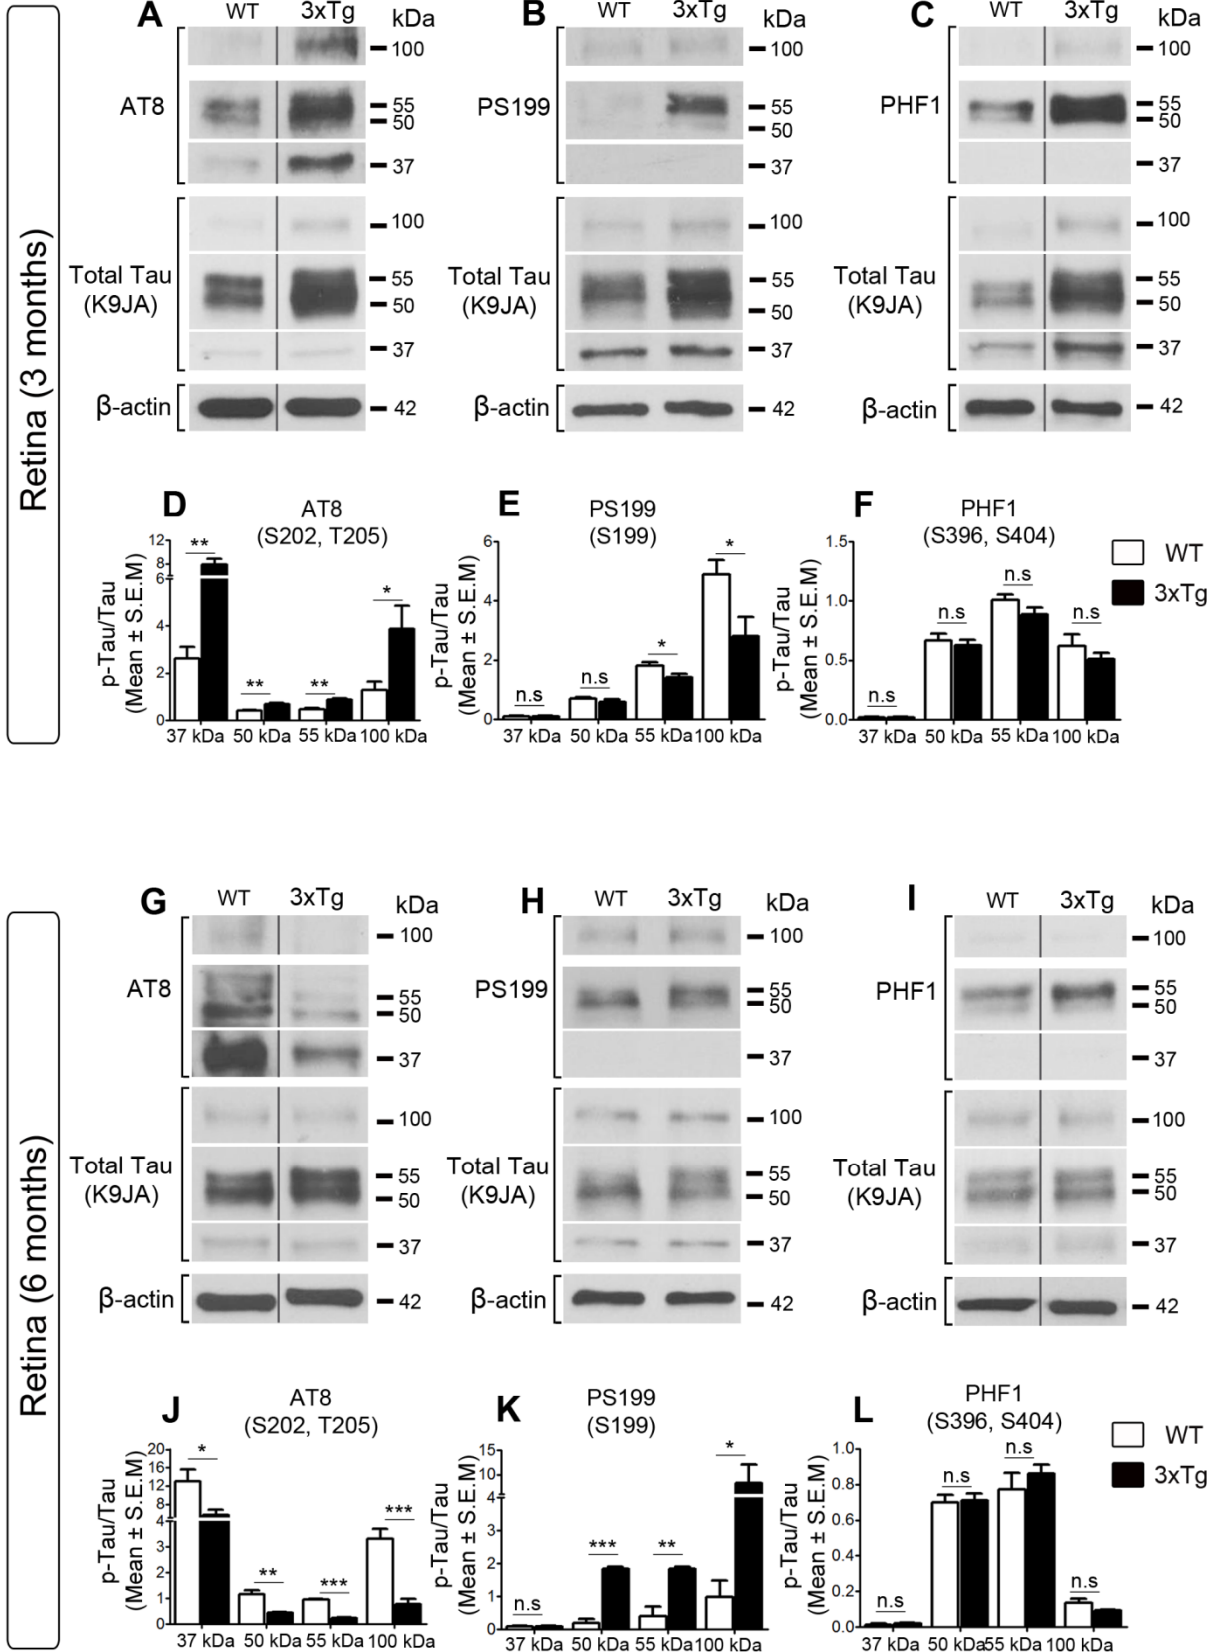 Retina (3 months)
A WT 3xTg kDa
AT8
100
55
50
37
Total Tau
(K9JA)
100
55
50
37
β-actin
42
B WT 3xTg kDa
PS199
100
55
50
37
Total Tau
(K9JA)
100
55
50
37
β-actin
42
C WT 3xTg kDa
PHF1
100
55
50
37
Total Tau
(K9JA)
100
55
50
37
β-actin
42
D AT8
(S202, T205)
p-Tau/Tau
(Mean ± S.E.M)
12
8
6
4
2
0
** ** ** *
37 kDa 50 kDa 55 kDa 100 kDa
E PS199
(S199)
p-Tau/Tau
(Mean ± S.E.M)
6
4
2
0
n.s n.s * *
37 kDa 50 kDa 55 kDa 100 kDa
F PHF1
(S396, S404)
p-Tau/Tau
(Mean ± S.E.M)
1.5
1.0
0.5
0.0
n.s n.s n.s n.s
37 kDa 50 kDa 55 kDa 100 kDa
WT
3xTg
Retina (6 months)
G WT 3xTg kDa
AT8
100
55
50
37
Total Tau
(K9JA)
100
55
50
37
β-actin
42
H WT 3xTg kDa
PS199
100
55
50
37
Total Tau
(K9JA)
100
55
50
37
β-actin
42
I WT 3xTg kDa
PHF1
100
55
50
37
Total Tau
(K9JA)
100
55
50
37
β-actin
42
J AT8
(S202, T205)
p-Tau/Tau
(Mean ± S.E.M)
20
16
12
8
4
3
2
1
0
* ** *** ***
37 kDa 50 kDa 55 kDa 100 kDa
K PS199
(S199)
p-Tau/Tau
(Mean ± S.E.M)
15
10
5
4
3
2
1
0
n.s *** ** *
37 kDa 50 kDa 55 kDa 100 kDa
L PHF1
(S396, S404)
p-Tau/Tau
(Mean ± S.E.M)
1.0
0.8
0.6
0.4
0.2
0.0
n.s n.s n.s n.s
37 kDa 50 kDa 55 kDa 100 kDa
WT
3xTg